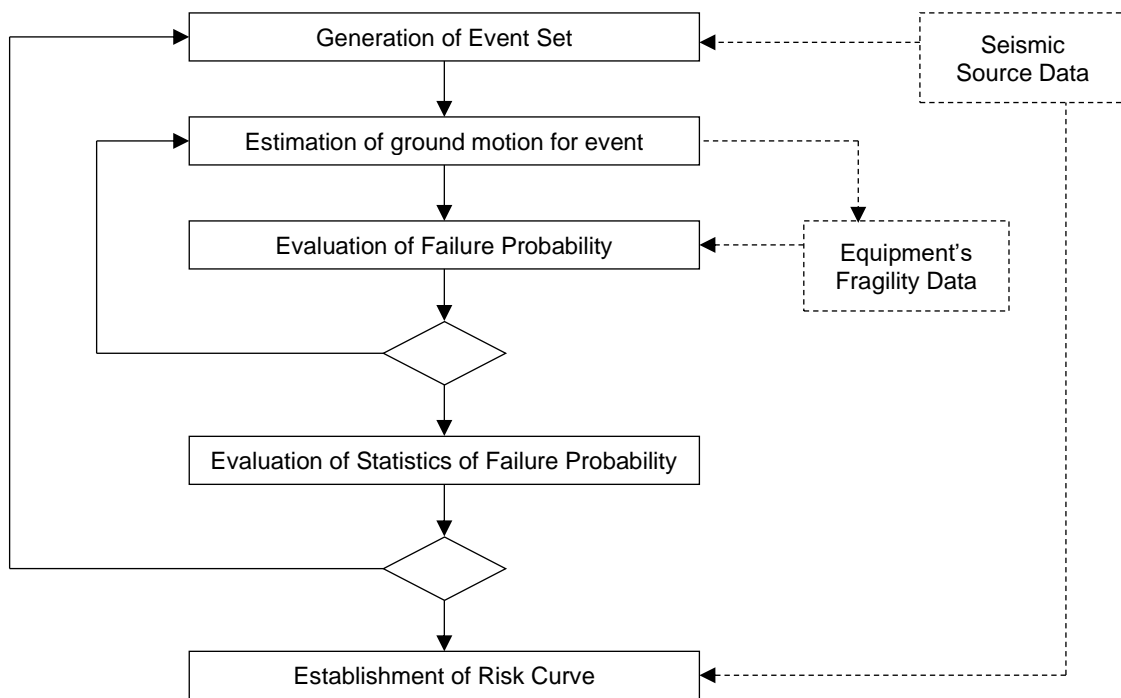 Generation of Event Set
Seismic
Source Data
Estimation of ground motion for event
Evaluation of Failure Probability
Equipment’s
Fragility Data
Evaluation of Statistics of Failure Probability
Establishment of Risk Curve